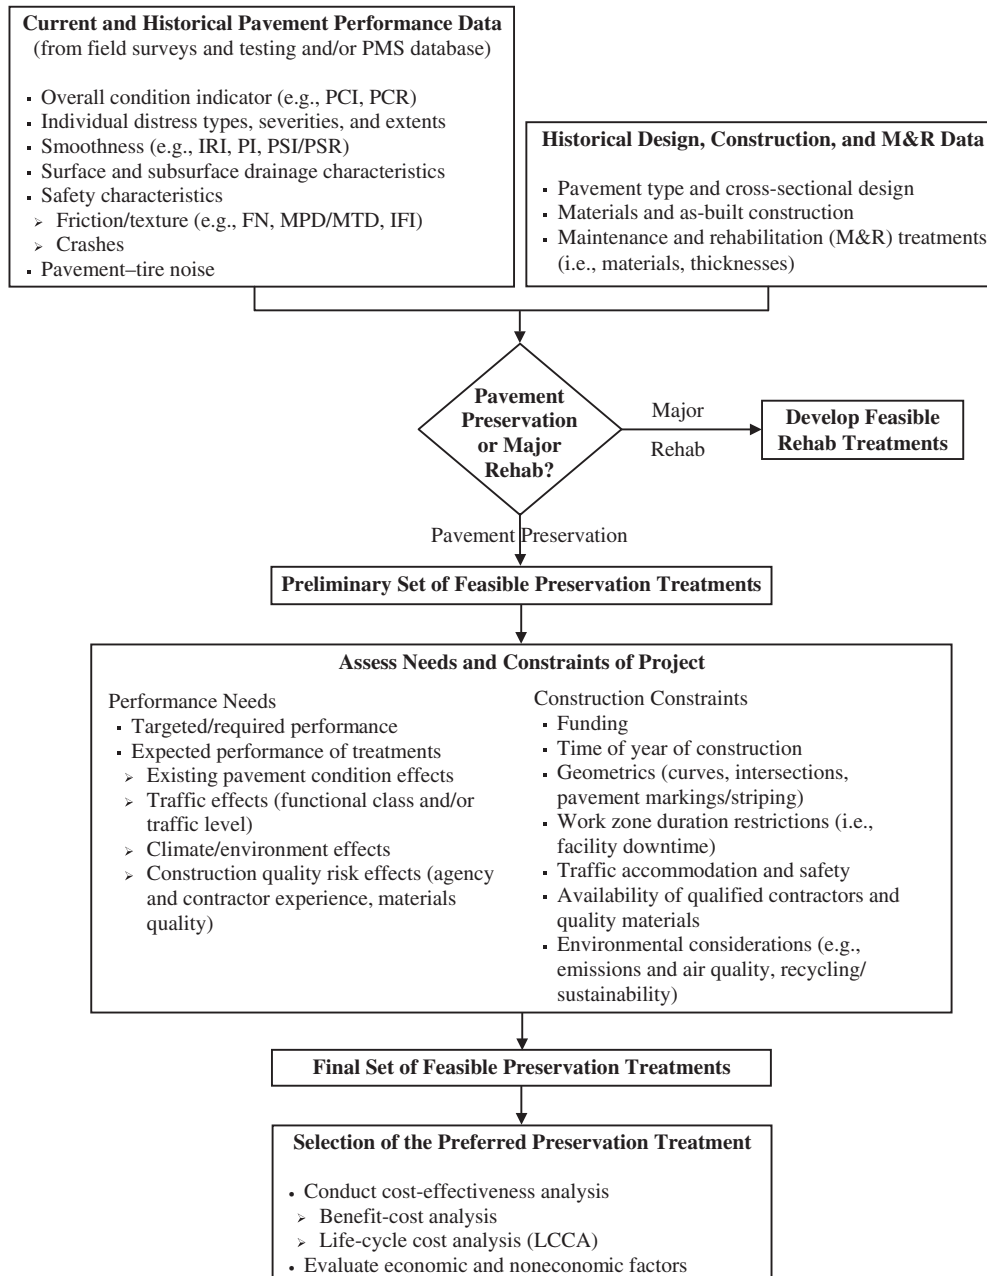 Current and Historical Pavement Performance Data
(from field surveys and testing and/or PMS database)
▪ Overall condition indicator (e.g., PCI, PCR)
▪ Individual distress types, severities, and extents
▪ Smoothness (e.g., IRI, PI, PSI/PSR)
▪ Surface and subsurface drainage characteristics
▪ Safety characteristics
➢ Friction/texture (e.g., FN, MPD/MTD, IFI)
➢ Crashes
▪ Pavement–tire noise
Historical Design, Construction, and M&R Data
▪ Pavement type and cross-sectional design
▪ Materials and as-built construction
▪ Maintenance and rehabilitation (M&R) treatments
(i.e., materials, thicknesses)
Pavement
Preservation
or Major
Rehab?
Major
Rehab
Develop Feasible
Rehab Treatments
Pavement Preservation
Preliminary Set of Feasible Preservation Treatments
Assess Needs and Constraints of Project
Performance Needs
▪ Targeted/required performance
▪ Expected performance of treatments
➢ Existing pavement condition effects
➢ Traffic effects (functional class and/or
traffic level)
➢ Climate/environment effects
➢ Construction quality risk effects (agency
and contractor experience, materials
quality)
Construction Constraints
▪ Funding
▪ Time of year of construction
▪ Geometrics (curves, intersections,
pavement markings/striping)
▪ Work zone duration restrictions (i.e.,
facility downtime)
▪ Traffic accommodation and safety
▪ Availability of qualified contractors and
quality materials
▪ Environmental considerations (e.g.,
emissions and air quality, recycling/
sustainability)
Final Set of Feasible Preservation Treatments
Selection of the Preferred Preservation Treatment
• Conduct cost-effectiveness analysis
➢ Benefit-cost analysis
➢ Life-cycle cost analysis (LCCA)
• Evaluate economic and noneconomic factors